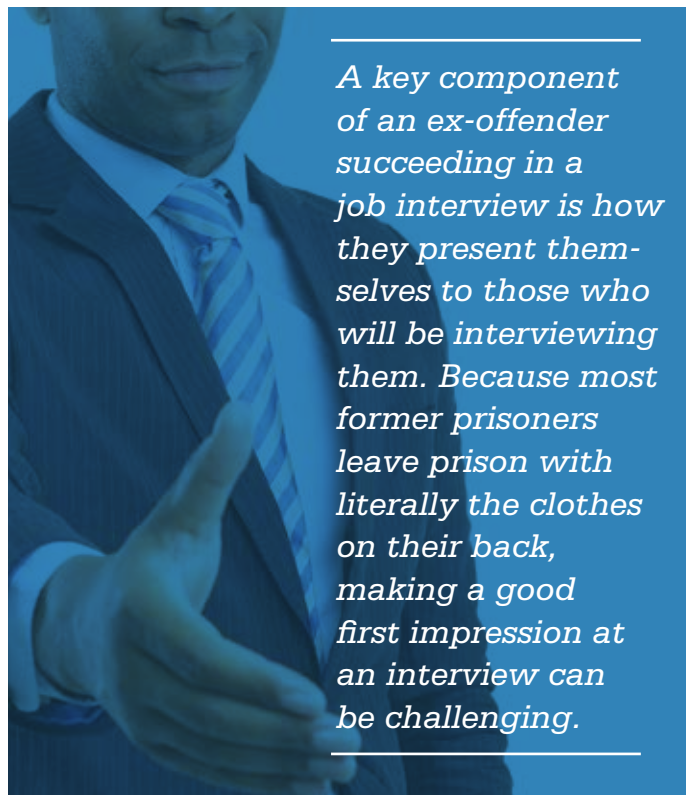 A key component
of an ex-offender
succeeding in a
job interview is how
they present them-
selves to those who
will be interviewing
them. Because most
former prisoners
leave prison with
literally the clothes
on their back,
making a good
first impression at
an interview can
be challenging.